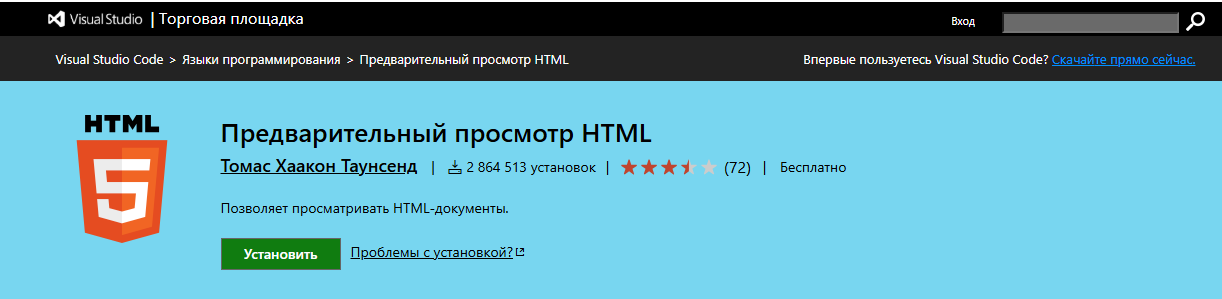 Visual Studio | Торговая площадка
Вход
Visual Studio Code > Языки программирования > Предварительный просмотр HTML
Впервые пользуетесь Visual Studio Code? Скачайте прямо сейчас.
HTML
5
Предварительный просмотр HTML
Томас Хаакон Таунсенд | 2 864 513 установок | (72) | Бесплатно
Позволяет просматривать HTML-документы.
Установить
Проблемы с установкой?